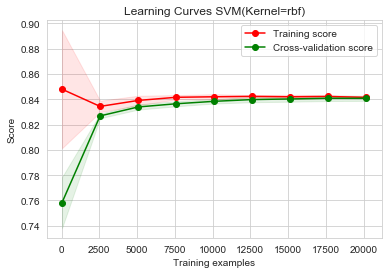 Learning Curves SVM(Kernel=rbf)
Training score
Cross-validation score
0.90
0.88
0.86
0.84
0.82
0.80
0.78
0.76
0.74
Score
0 2500 5000 7500 10000 12500 15000 17500 20000
Training examples